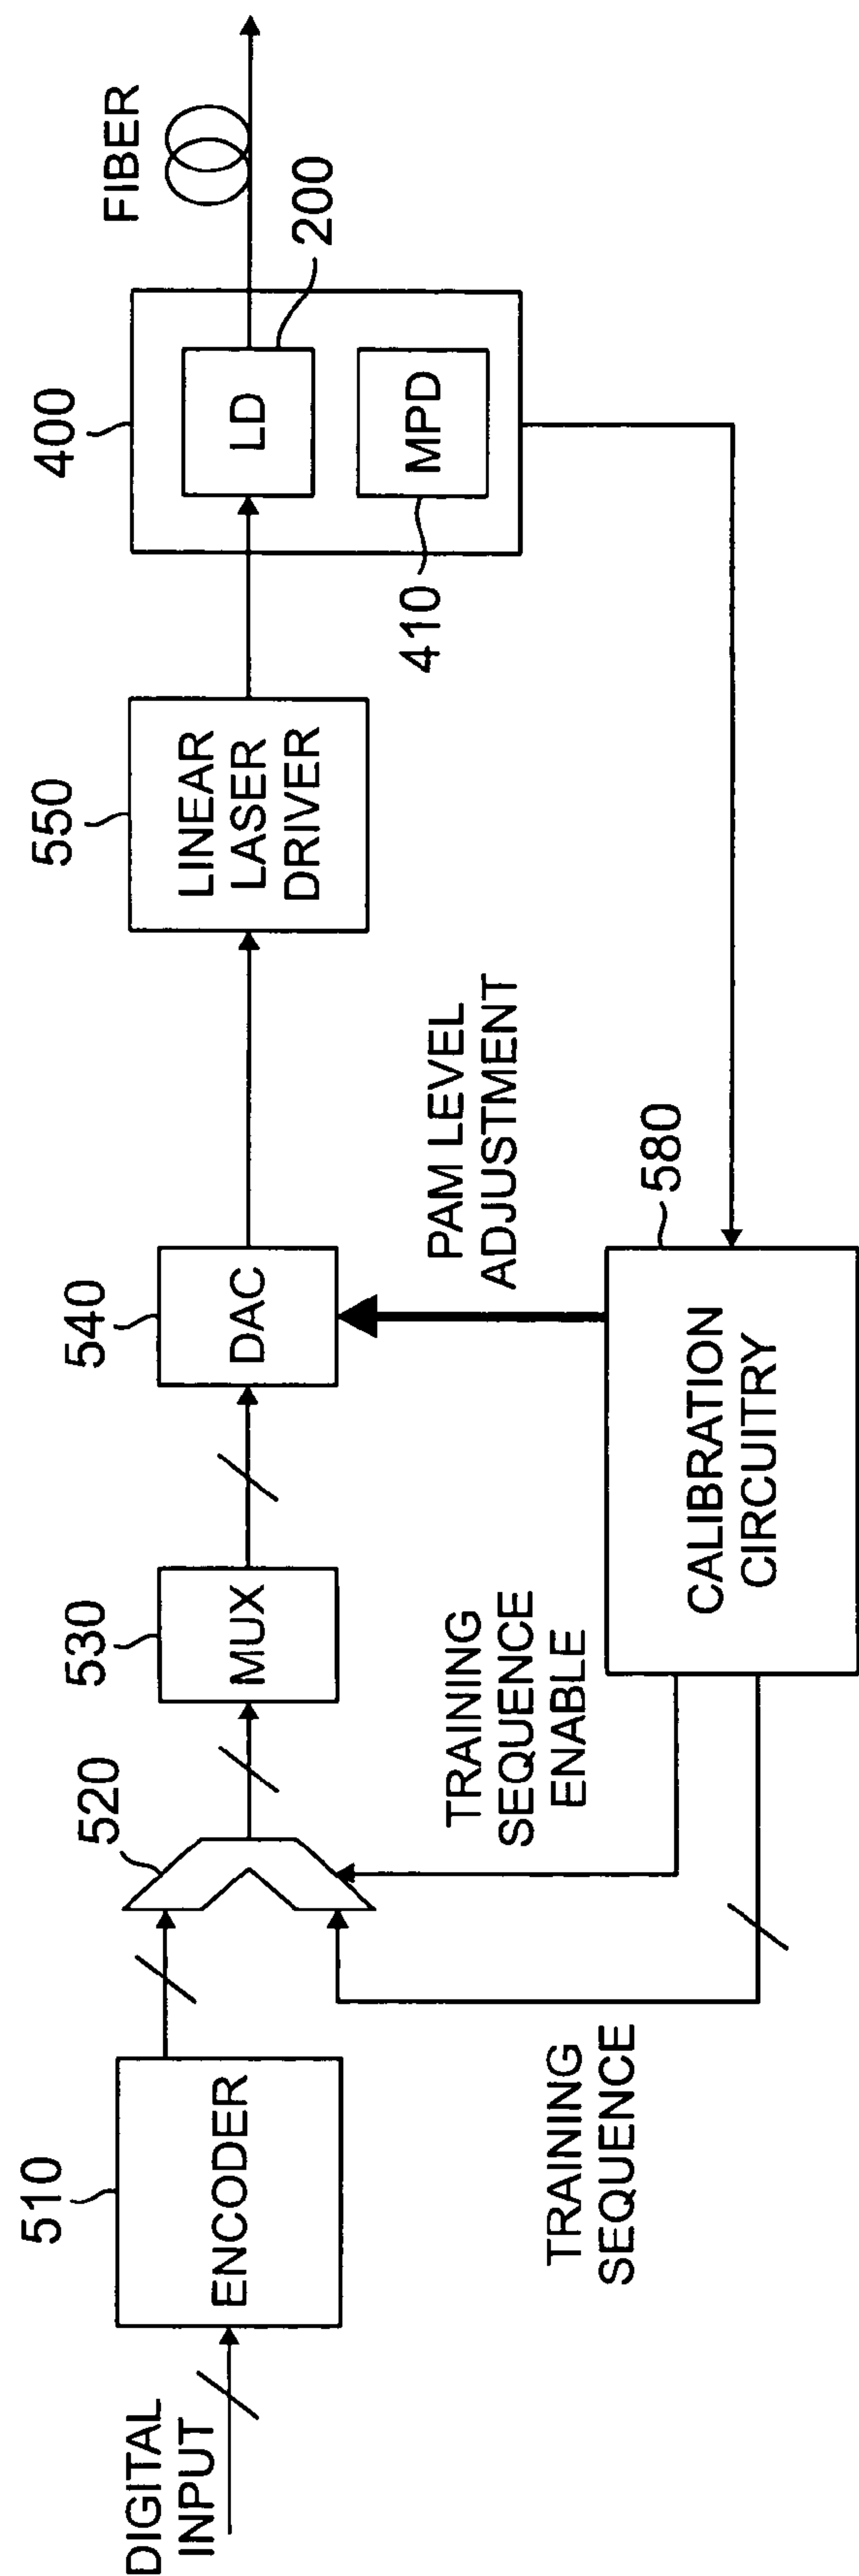 DIGITAL
INPUT
510
ENCODER
520
TRAINING
SEQUENCE
TRAINING
SEQUENCE
ENABLE
530
MUX
540
DAC
PAM LEVEL
ADJUSTMENT
580
CALIBRATION
CIRCUITRY
550
LINEAR
LASER
DRIVER
400
LD
200
MPD
410
FIBER